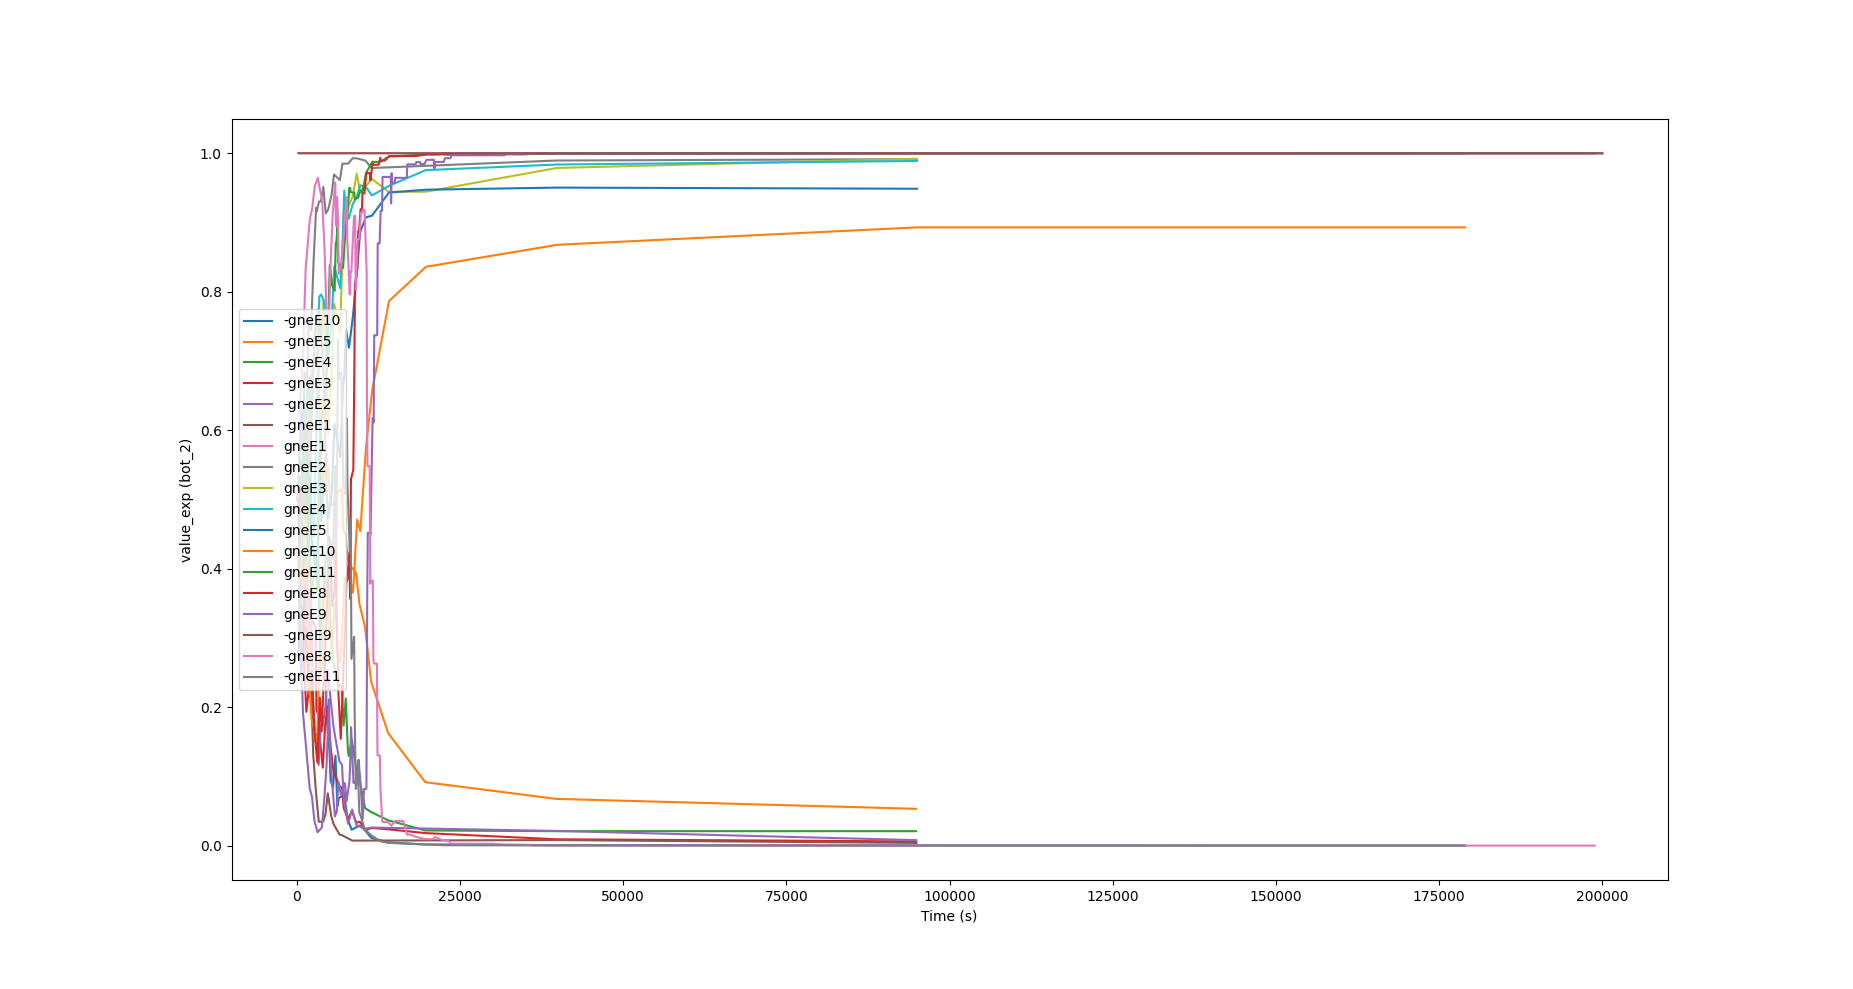 1.0
0.8
0.6
0.4
0.2
0.0
value_exp (bot_2)
-gneE10
-gneE5
-gneE4
-gneE3
-gneE2
-gneE1
gneE1
gneE2
gneE3
gneE4
gneE5
gneE10
gneE11
gneE8
gneE9
-gneE9
-gneE8
-gneE11
0 25000 50000 75000 100000 125000 150000 175000 200000
Time (s)